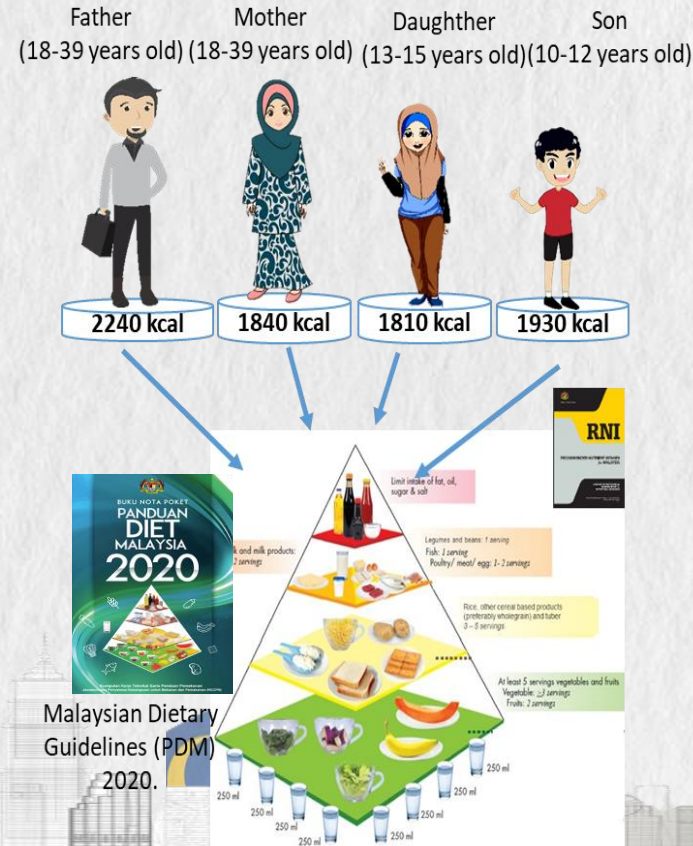 Father
(18-39 years old)
Mother
(18-39 years old)
Daughther
(13-15 years old)
Son
(10-12 years old)
2240 kcal
1840 kcal
1810 kcal
1930 kcal
RNI
Limit intake of fat, oil,
sugar & salt
k and milk products:
2 servings
Legumes and beans: 1 serving
Fish: 1 serving
Poultry/ meat/ egg: 1- 2 servings
Rice, other cereal based products
(preferably wholegrain) and tuber
3 – 5 servings
At least 5 servings vegetables and fruits
Vegetable: ≥3 servings
Fruits: 2 servings
BUKU NOTA POKET
PANDUAN
DIET
MALAYSIA
2020
Malaysian Dietary
Guidelines (PDM)
2020.
250 ml
250 ml
250 ml
250 ml
250 ml
250 ml
250 ml
250 ml